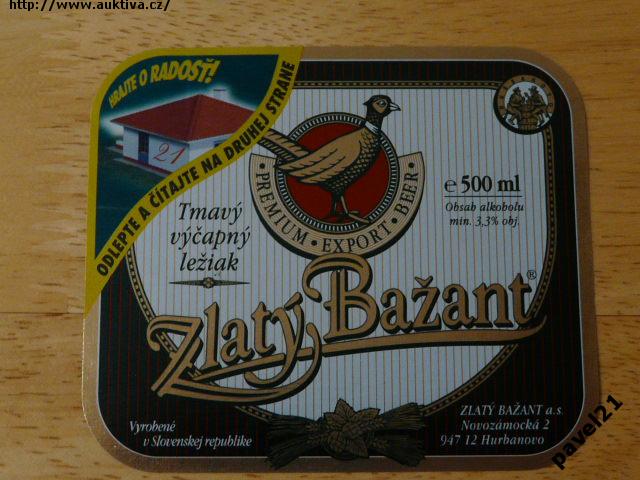 http://www.auktiva.cz/
HRAJTE O RADOSŤ!
21
ODLEPTE A ČÍTAJTE NA DRUHEJ STRANE
PREMIUM · EXPORT · BEER
Tmavý
výčapný
ležiak
e 500 ml
Obsah alkoholu
min. 3,3% obj.
Zlatý Bažant®
Vyrobené
v Slovenskej republike
ZLATÝ BAŽANT a.s.
Novozámocká 2
947 12 Hurbanovo
pavel21